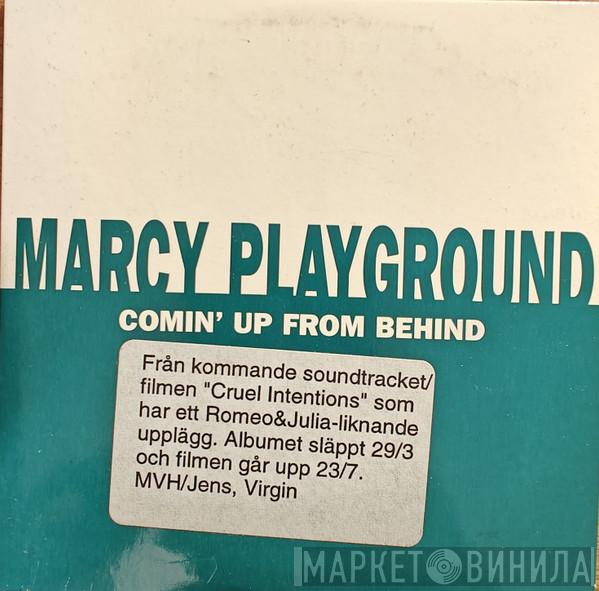 MARCY PLAYGROUND
COMIN' UP FROM BEHIND
Från kommande soundtracket/
filmen "Cruel Intentions" som
har ett Romeo&Julia-liknande
upplägg. Albumet släppt 29/3
och filmen går upp 23/7.
MVH/Jens, Virgin
МАРКЕТ ВИНИЛА